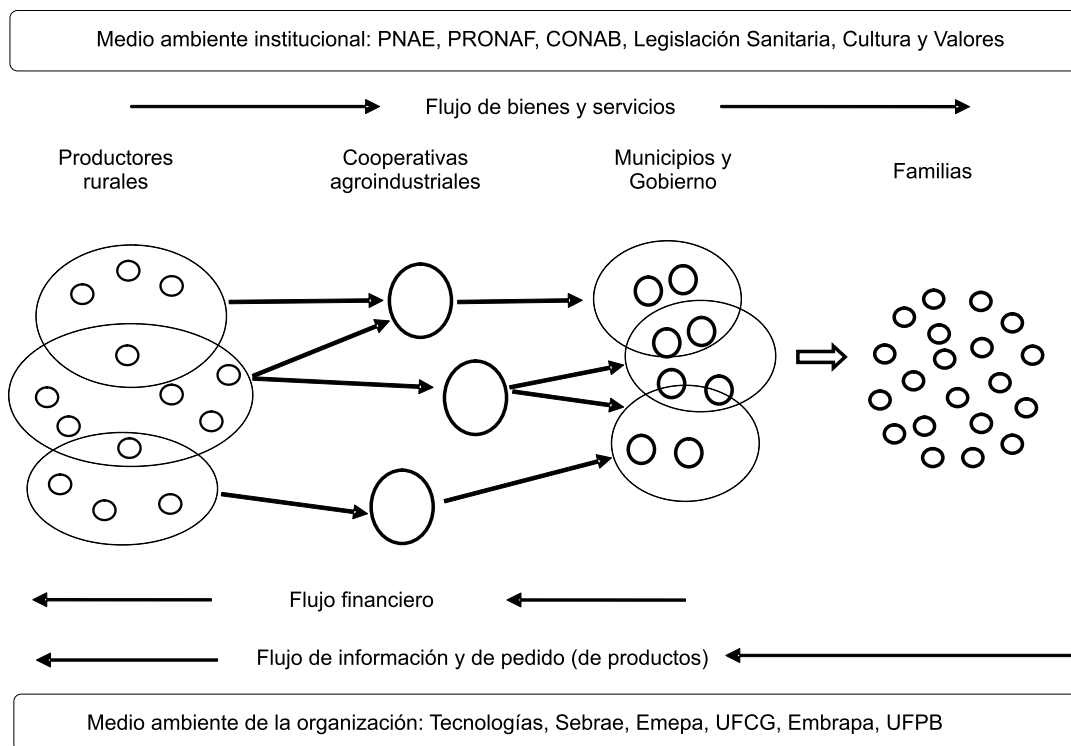 Medio ambiente institucional: PNAE, PRONAF, CONAB, Legislación Sanitaria, Cultura y Valores
Flujo de bienes y servicios
Productores
rurales
Cooperativas
agroindustriales
Municipios y
Gobierno
Familias
Flujo financiero
Flujo de información y de pedido (de productos)
Medio ambiente de la organización: Tecnologías, Sebrae, Emepa, UFCG, Embrapa, UFPB